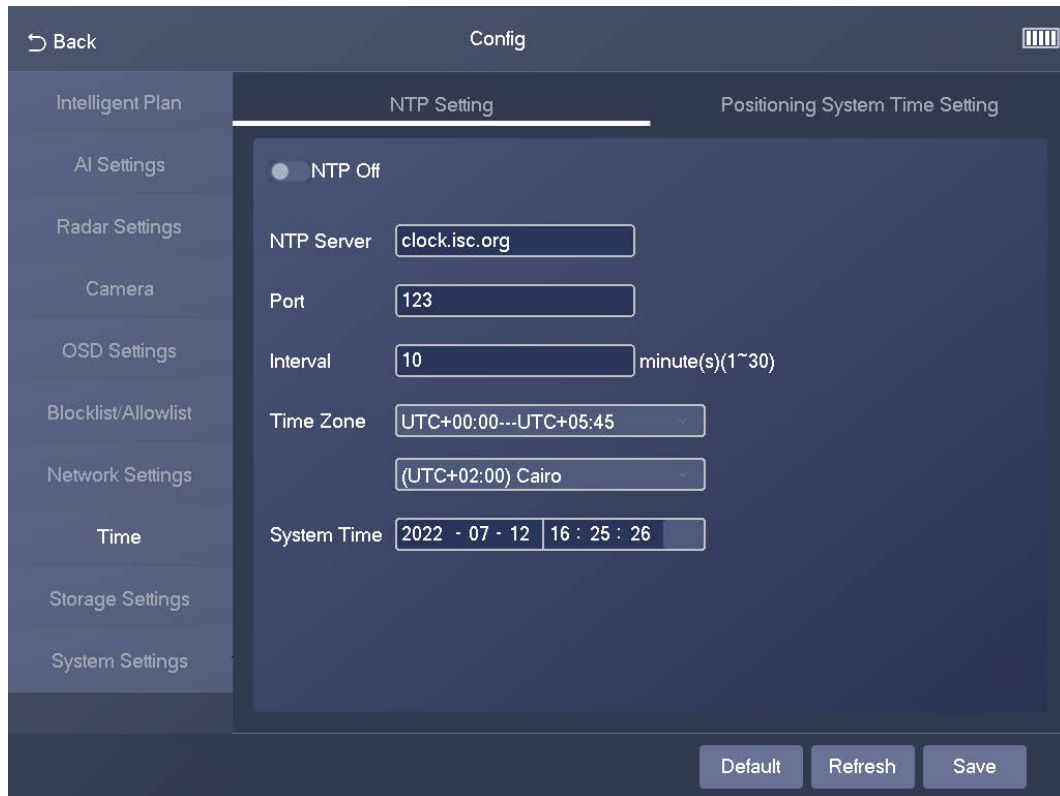 Back
Config
Intelligent Plan
NTP Setting
Positioning System Time Setting
AI Settings
NTP Off
Radar Settings
NTP Server clock.isc.org
Camera
Port 123
OSD Settings
Interval 10 minute(s)(1~30)
Blocklist/Allowlist
Time Zone UTC+00:00---UTC+05:45
Network Settings
(UTC+02:00) Cairo
Time
System Time 2022 - 07 - 12 16 : 25 : 26
Storage Settings
System Settings
Default Refresh Save